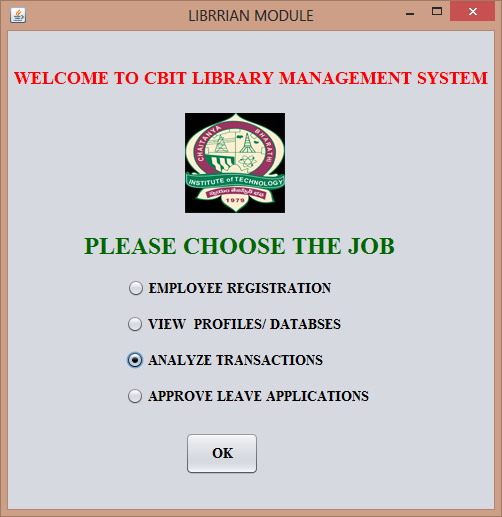 LIBRRIAN MODULE
WELCOME TO CBIT LIBRARY MANAGEMENT SYSTEM
CHAITANYA BHARATHI
INSTITUTE of TECHNOLOGY
1979
PLEASE CHOOSE THE JOB
EMPLOYEE REGISTRATION
VIEW  PROFILES/ DATABSES
ANALYZE TRANSACTIONS
APPROVE LEAVE APPLICATIONS
OK